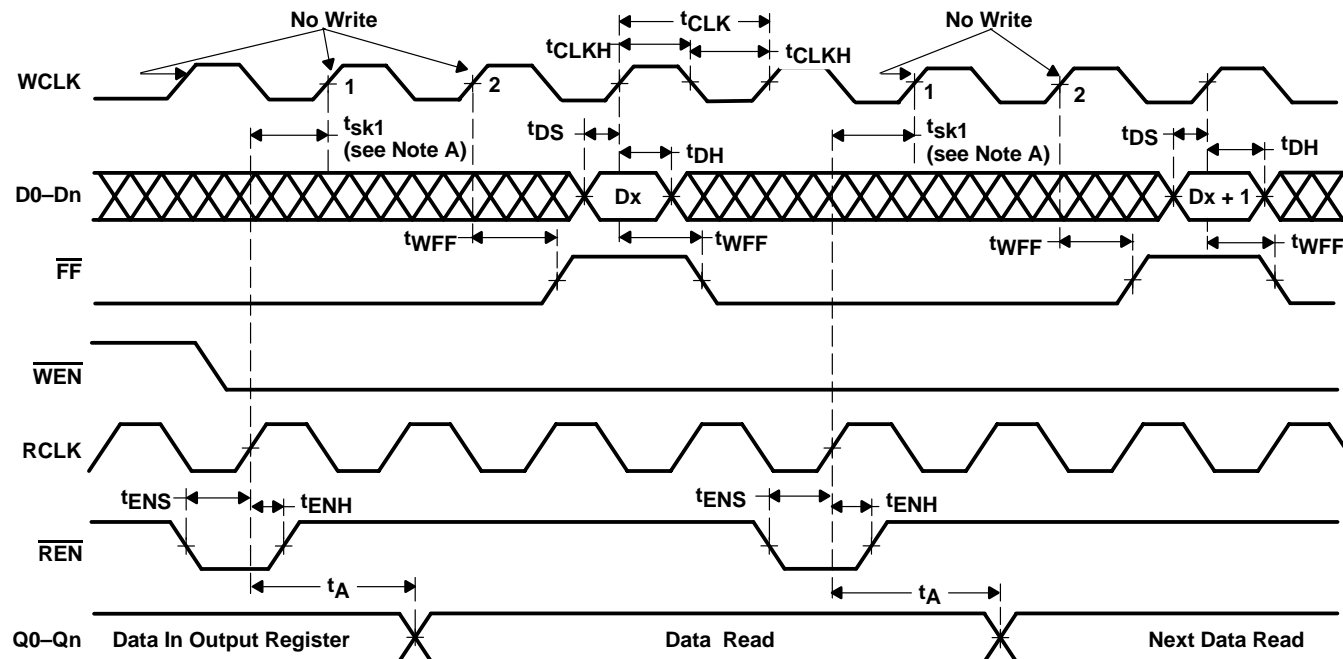 No Write
tCLK
No Write
tCLKH
tCLKH
WCLK
1
2
1
2
tsk1
(see Note A)
tDS
tDH
tsk1
(see Note A)
tDS
tDH
D0–Dn
Dx
Dx + 1
tWFF
tWFF
tWFF
tWFF
FF
WEN
RCLK
tENS
tENH
tENS
tENH
REN
tA
tA
Q0–Qn
Data In Output Register
Data Read
Next Data Read